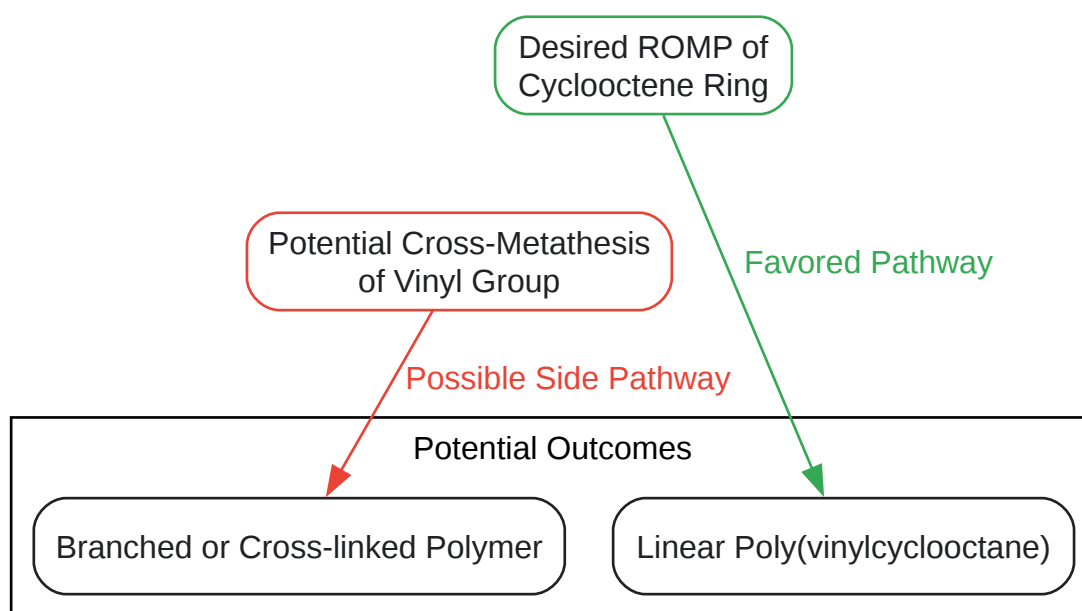 Desired ROMP of
Cyclooctene Ring
Potential Cross-Metathesis
of Vinyl Group
Favored Pathway
Possible Side Pathway
Potential Outcomes
Branched or Cross-linked Polymer
Linear Poly(vinylcyclooctane)